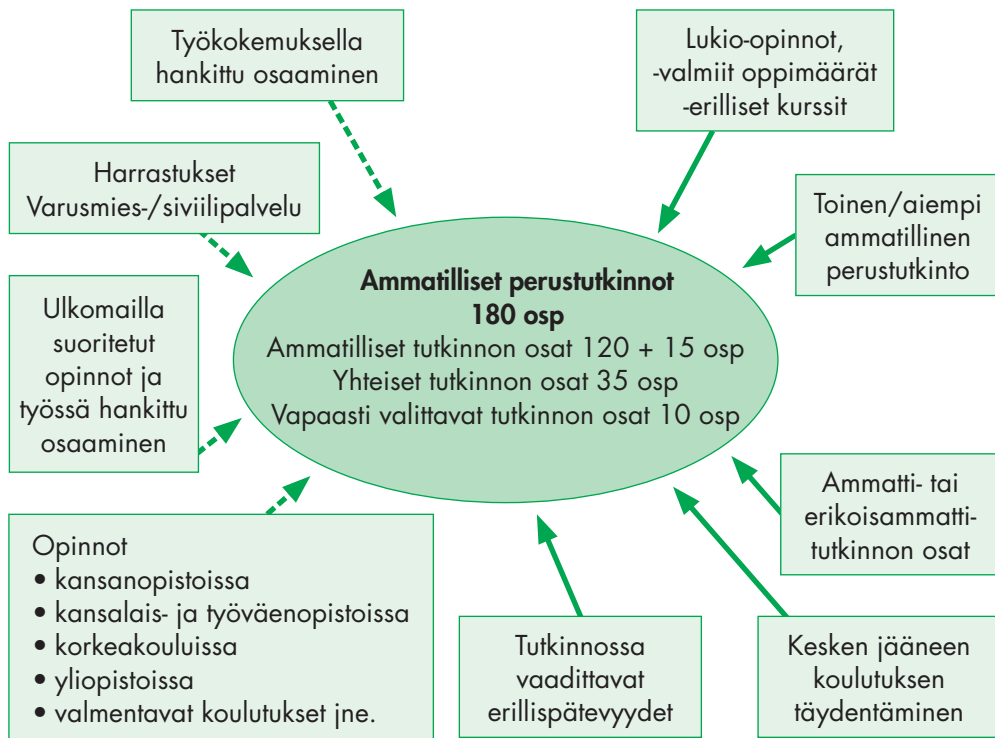 Työkokemuksella
hankittu osaaminen
Lukio-opinnot,
-valmiit oppimäärät
-erilliset kurssit
Harrastukset
Varusmies-/siviilipalvelu
Toinen/aiempi
ammatillinen
perustutkinto
Ammatilliset perustutkinnot
180 osp
Ammatilliset tutkinnon osat 120 + 15 osp
Yhteiset tutkinnon osat 35 osp
Vapaasti valittavat tutkinnon osat 10 osp
Ulkomailla
suoritetut
opinnot ja
työssä hankittu
osaaminen
Ammatti- tai
erikoisammatti-
tutkinnon osat
Opinnot
• kansanopistoissa
• kansalais- ja työväenopistoissa
• korkeakouluissa
• yliopistoissa
• valmentavat koulutukset jne.
Tutkinnossa
vaadittavat
erillispätevyydet
Kesken jääneen
koulutuksen
täydentäminen